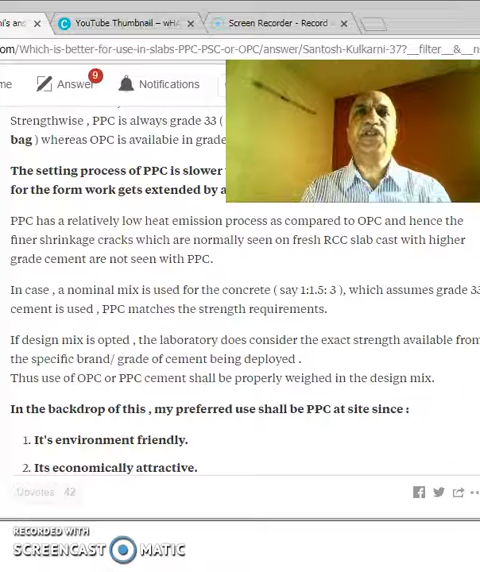 ni's ans
YouTube Thumbnail – wHA
Screen Recorder - Record
om/Which-is-better-for-use-in-slabs-PPC-PSC-or-OPC/answer/Santosh-Kulkarni-37?__filter__&__n
me Answer 9 Notifications
Strengthwise , PPC is always grade 33 (
bag ) whereas OPC is available in grade
The setting process of PPC is slower
for the form work gets extended by a
PPC has a relatively low heat emission process as compared to OPC and hence the
finer shrinkage cracks which are normally seen on fresh RCC slab cast with higher
grade cement are not seen with PPC.
In case , a nominal mix is used for the concrete ( say 1:1.5: 3 ), which assumes grade 33
cement is used , PPC matches the strength requirements.
If design mix is opted , the laboratory does consider the exact strength available from
the specific brand/ grade of cement being deployed .
Thus use of OPC or PPC cement shall be properly weighed in the design mix.
In the backdrop of this , my preferred use shall be PPC at site since :
1. It's environment friendly.
2. Its economically attractive.
Upvotes 42
RECORDED WITH
SCREENCAST MATIC